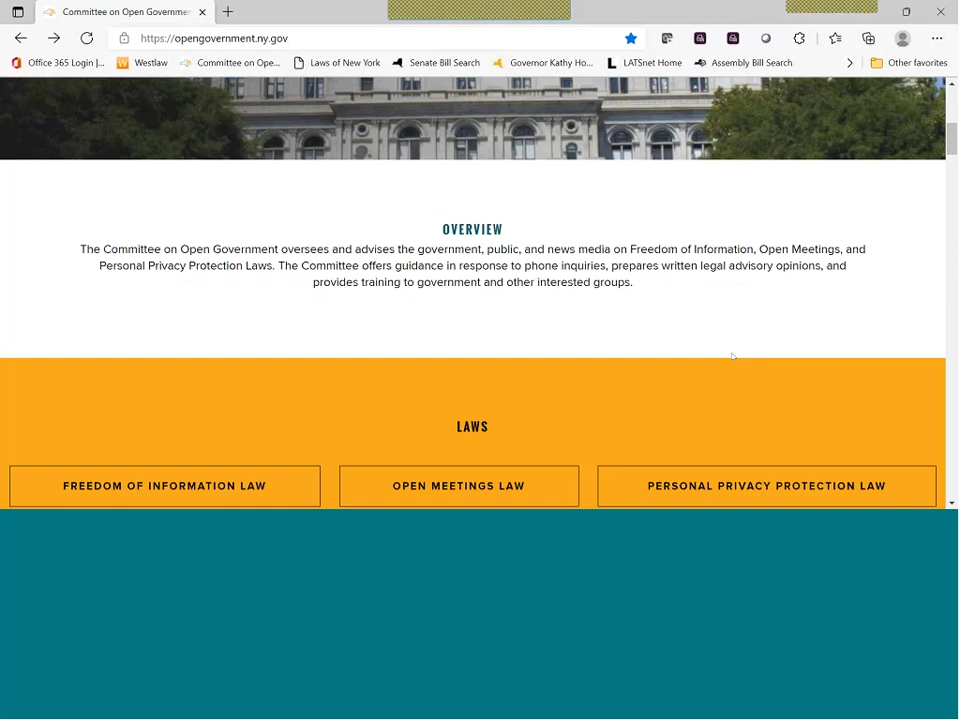 Committee on Open Governmen
https://opengovernment.ny.gov
Office 365 Login |...
Westlaw
Committee on Ope...
Laws of New York
Senate Bill Search
Governor Kathy Ho...
LATSnet Home
Assembly Bill Search
Other favorites
OVERVIEW
The Committee on Open Government oversees and advises the government, public, and news media on Freedom of Information, Open Meetings, and
Personal Privacy Protection Laws. The Committee offers guidance in response to phone inquiries, prepares written legal advisory opinions, and
provides training to government and other interested groups.
LAWS
FREEDOM OF INFORMATION LAW
OPEN MEETINGS LAW
PERSONAL PRIVACY PROTECTION LAW